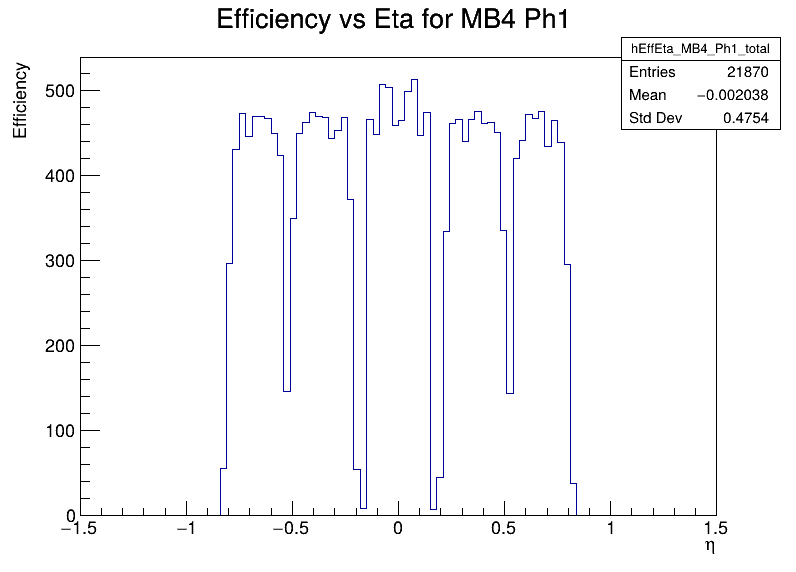 Efficiency vs Eta for MB4 Ph1
hEffEta_MB4_Ph1_total
Entries 21870
Mean −0.002038
Std Dev 0.4754
Efficiency
500
400
300
200
100
0
−1.5 −1 −0.5 0 0.5 1 1.5
η